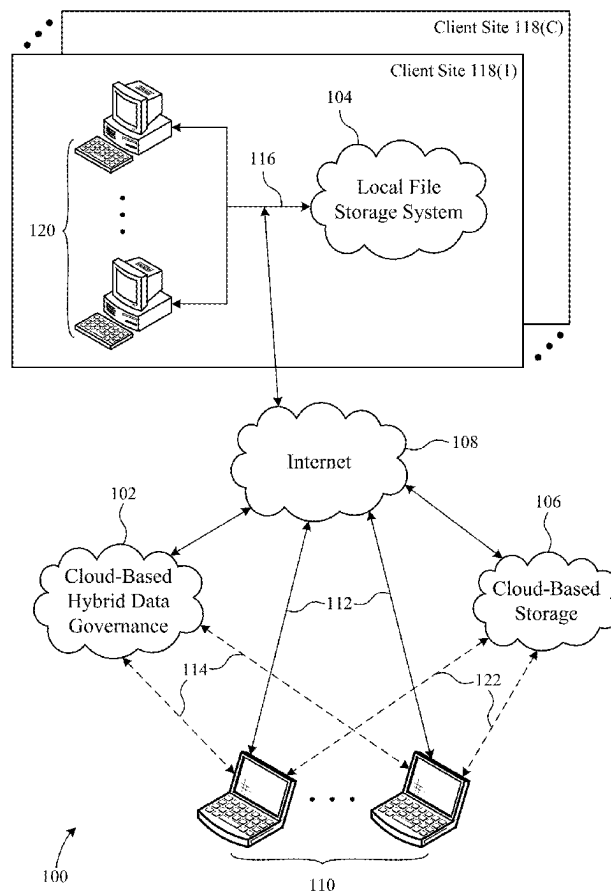 Client Site 118(C)
Client Site 118(1)
104
116
Local File
Storage System
120
Internet
108
102
106
Cloud-Based
Hybrid Data
Governance
Cloud-Based
Storage
112
114
122
100
110